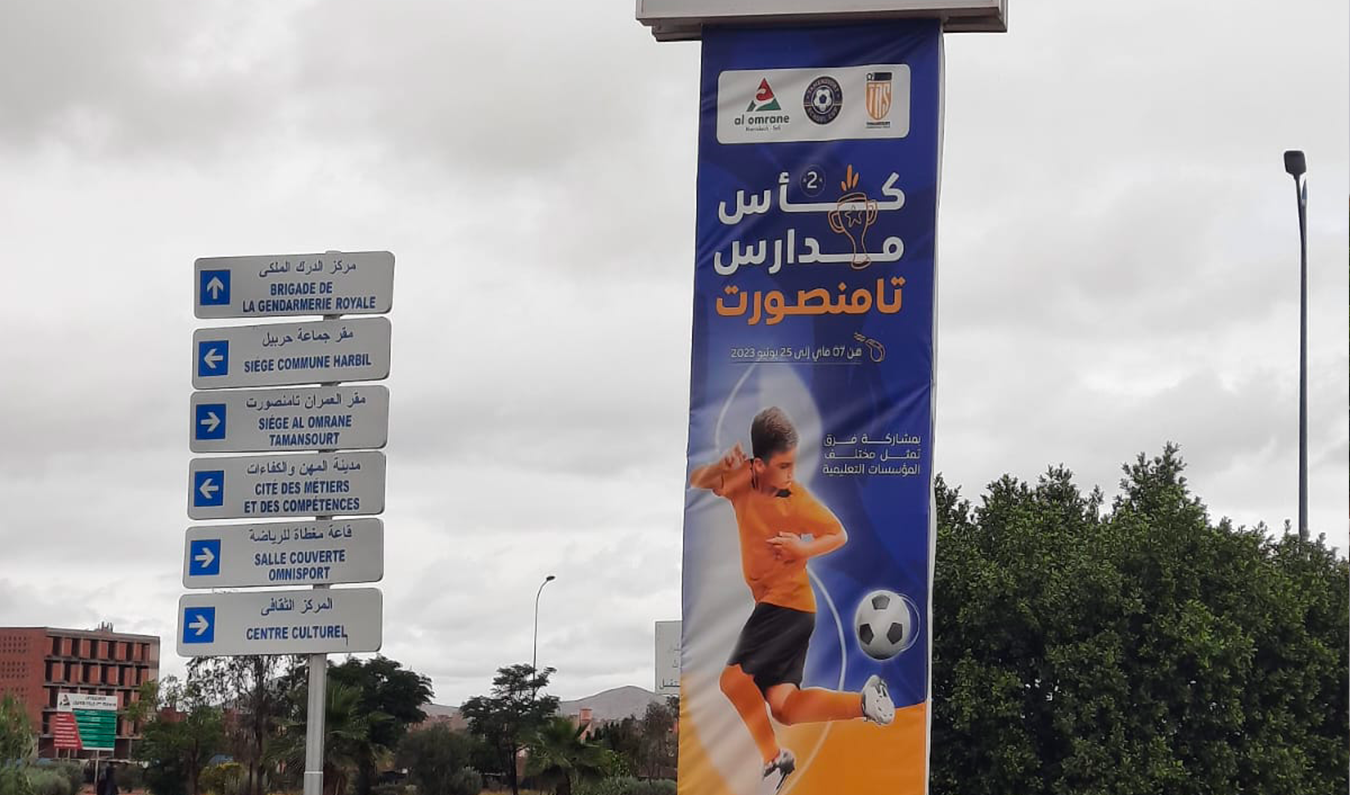 مركز الدرك الملكي
BRIGADE DE
LA GENDARMERIE ROYALE
مقر جماعة حربيل
SIÉGE COMMUNE HARBIL
مقر العمران تامنصورت
SIÉGE AL OMRANE
TAMANSOURT
مدينة المهن والكفاءات
CITÉ DES MÉTIERS
ET DES COMPÉTENCES
قاعة مغطاة للرياضة
SALLE COUVERTE
OMNISPORT
المركز الثقافي
CENTRE CULTUREL
al omrane
TAS
2
كأس
مدارس
تامنصورت
من 07 ماي إلى 25 يونيو 2023
بمشاركة فرق
تمثل مختلف
المؤسسات التعليمية